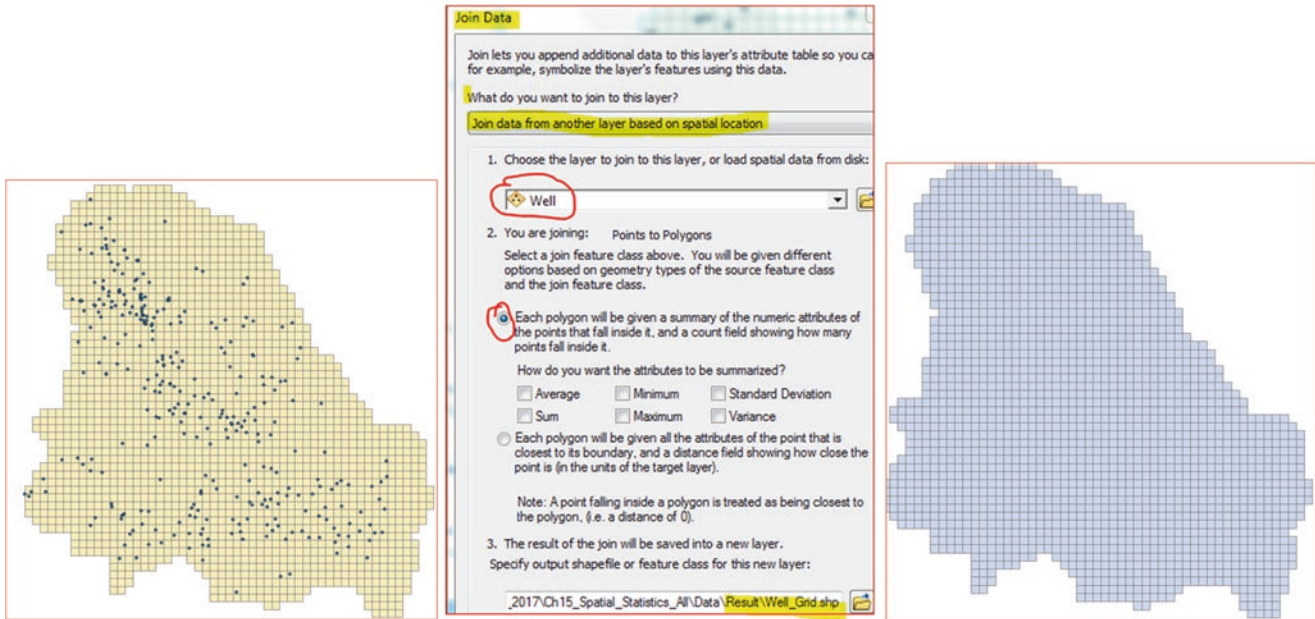 Join Data
Join lets you append additional data to this layer's attribute table so you ca
for example, symbolize the layer's features using this data.
What do you want to join to this layer?
Join data from another layer based on spatial location
1. Choose the layer to join to this layer, or load spatial data from disk:
Well
2. You are joining: Points to Polygons
Select a join feature class above. You will be given different
options based on geometry types of the source feature class
and the join feature class.
Each polygon will be given a summary of the numeric attributes of
the points that fall inside it, and a count field showing how many
points fall inside it.
How do you want the attributes to be summarized?
Average Minimum Standard Deviation
Sum Maximum Variance
Each polygon will be given all the attributes of the point that is
closest to its boundary, and a distance field showing how close the
point is (in the units of the target layer).
Note: A point falling inside a polygon is treated as being closest to
the polygon, (i.e. a distance of 0).
3. The result of the join will be saved into a new layer.
Specify output shapefile or feature class for this new layer:
_2017\Ch15_Spatial_Statistics_All\Data\Result\Well_Grid.shp